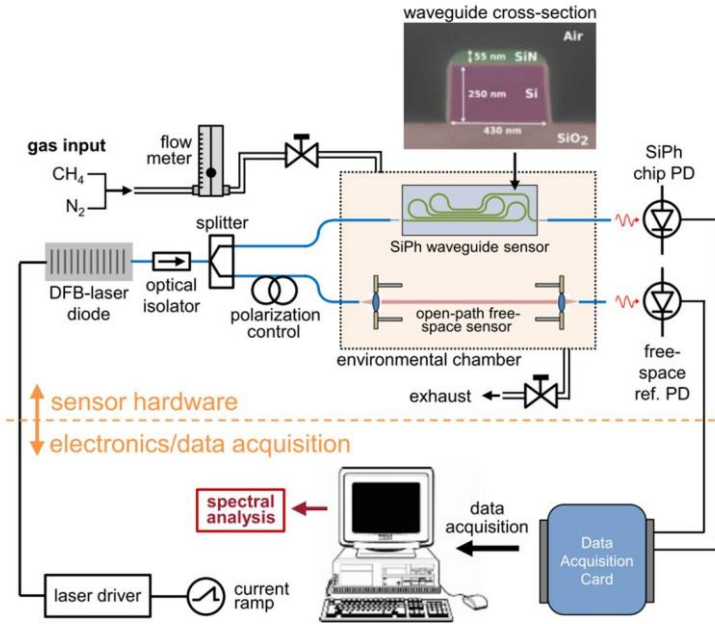 waveguide cross-section
Air
55 nm SiN
250 nm Si
430 nm
SiO₂
gas input
CH₄
N₂
flow
meter
SiPh
chip PD
splitter
SiPh waveguide sensor
DFB-laser
diode
optical
isolator
polarization
control
open-path free-
space sensor
environmental chamber
free-
space
ref. PD
exhaust
sensor hardware
electronics/data acquisition
spectral
analysis
data
acquisition
Data
Acquisition
Card
laser driver
current
ramp